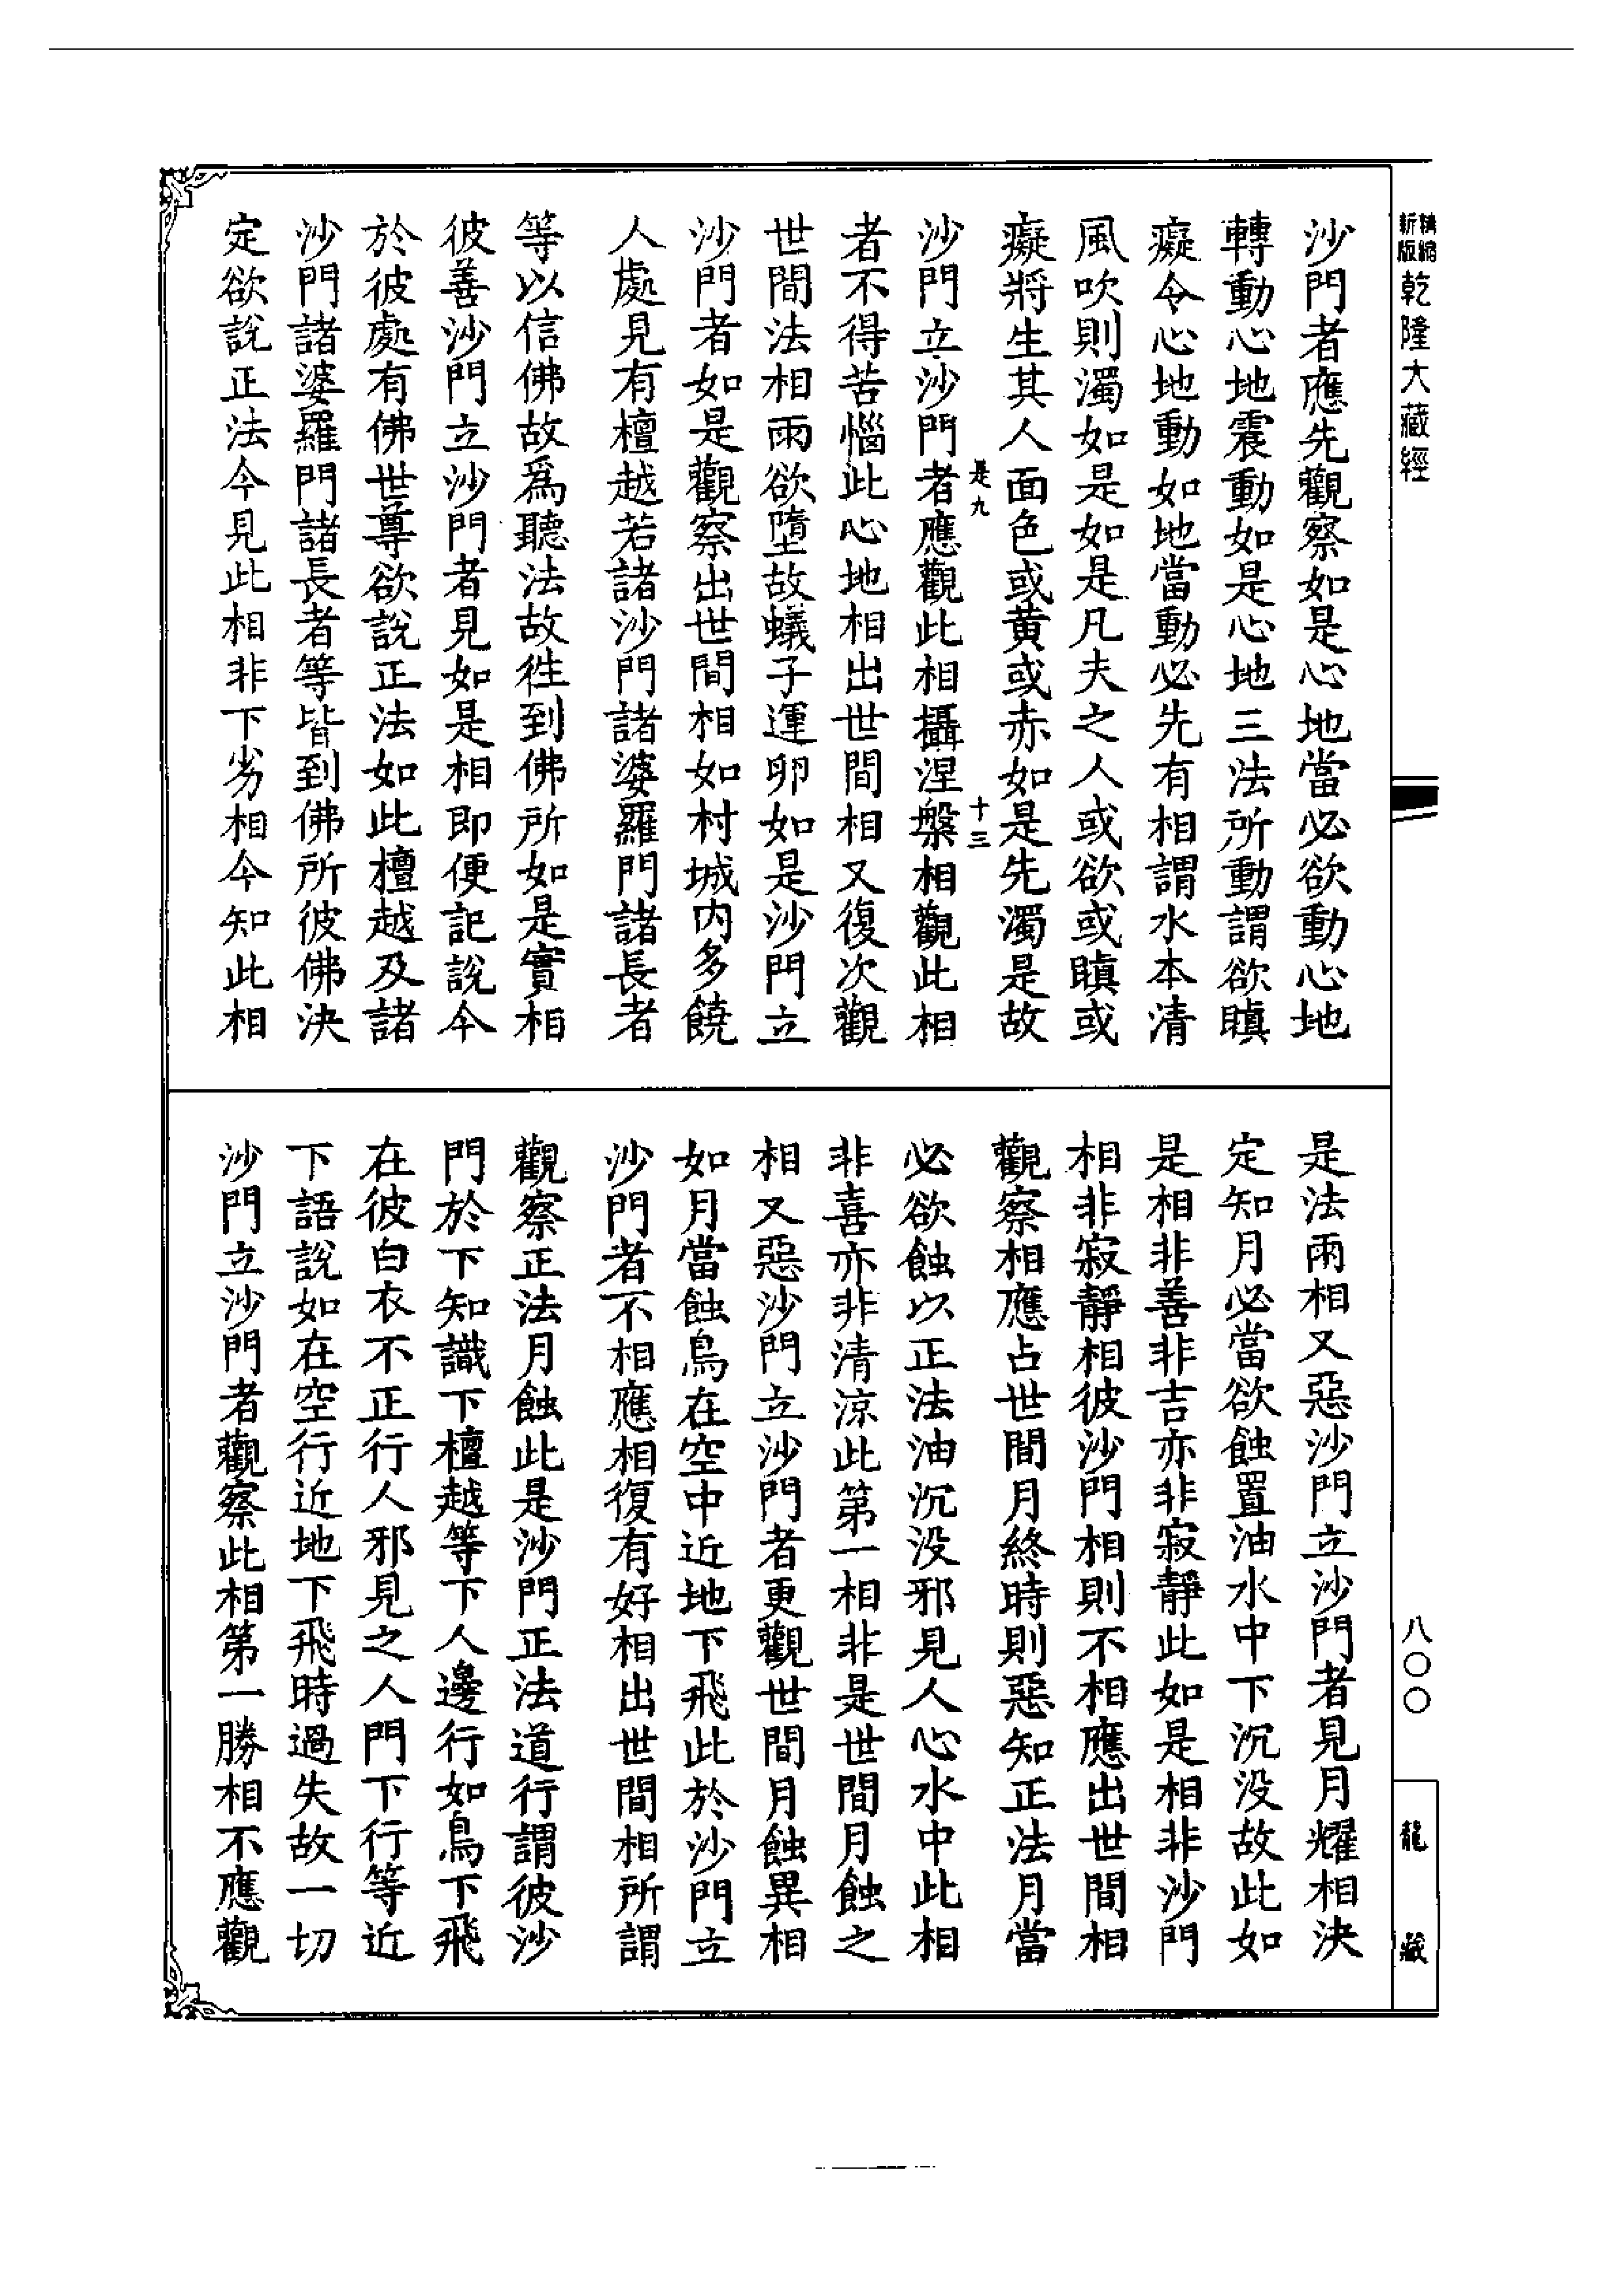 新版精縮乾隆大藏經
沙門者應先觀察如是心地當必欲動心地
轉動心地震動如是心地三法所動謂欲瞋
癡令心地動如地當動必先有相謂水本清
風吹則濁如是如是凡夫之人或欲或瞋或
癡將生其人面色或黃或赤如是先濁是故
是九
十三
沙門立沙門者應觀此相攝涅槃相觀此相
者不得苦惱此心地相出世間相又復次觀
世間法相雨欲墮故蟻子運卵如是沙門立
沙門者如是觀察出世間相如村城內多饒
人處見有檀越若諸沙門諸婆羅門諸長者
等以信佛故爲聽法故徃到佛所如是實相
彼善沙門立沙門者見如是相即便記說今
於彼處有佛世尊欲說正法如此檀越及諸
沙門諸婆羅門諸長者等皆到佛所彼佛決
定欲說正法今見此相非下劣相今知此相
是法雨相又惡沙門立沙門者見月耀相決
定知月必當欲蝕置油水中下沉没故此如
是相非善非吉亦非寂靜此如是相非沙門
相非寂靜相彼沙門相則不相應出世間相
觀察相應占世間月終時則惡知正法月當
必欲蝕以正法油沉没邪見人心水中此相
非喜亦非清涼此第一相非是世間月蝕之
相又惡沙門立沙門者更觀世間月蝕異相
如月當蝕鳥在空中近地下飛此於沙門立
沙門者不相應相復有好相出世間相所謂
觀察正法月蝕此是沙門正法道行謂彼沙
門於下知識下檀越等下人邊行如鳥下飛
在彼白衣不正行人邪見之人門下行等近
下語說如在空行近地下飛時過失故一切
沙門立沙門者觀察此相第一勝相不應觀
八〇〇
龍藏